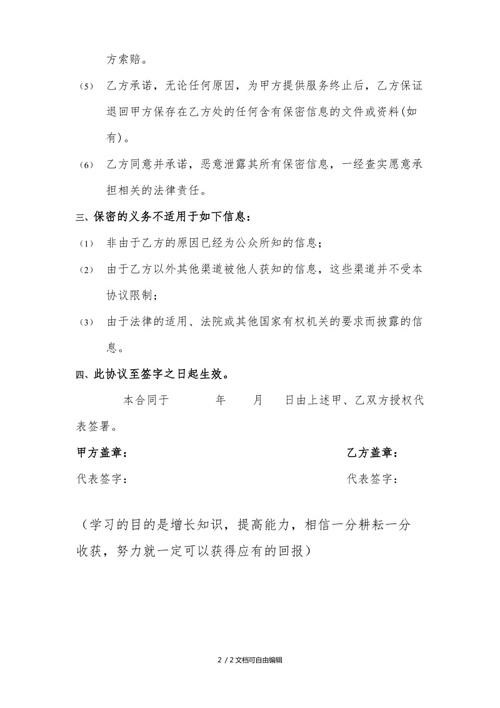 方索赔。
(5) 乙方承诺，无论任何原因，为甲方提供服务终止后，乙方保证
退回甲方保存在乙方处的任何含有保密信息的文件或资料(如
有)。
(6) 乙方同意并承诺，恶意泄露其所有保密信息，一经查实愿意承
担相关的法律责任。
三、保密的义务不适用于如下信息：
(1) 非由于乙方的原因已经为公众所知的信息；
(2) 由于乙方以外其他渠道被他人获知的信息，这些渠道并不受本
协议限制；
(3) 由于法律的适用、法院或其他国家有权机关的要求而披露的信
息。
四、此协议至签字之日起生效。
本合同于 年 月 日由上述甲、乙双方授权代
表签署。
甲方盖章： 乙方盖章：
代表签字： 代表签字：
（学习的目的是增长知识，提高能力，相信一分耕耘一分
收获，努力就一定可以获得应有的回报）
2 / 2文档可自由编辑